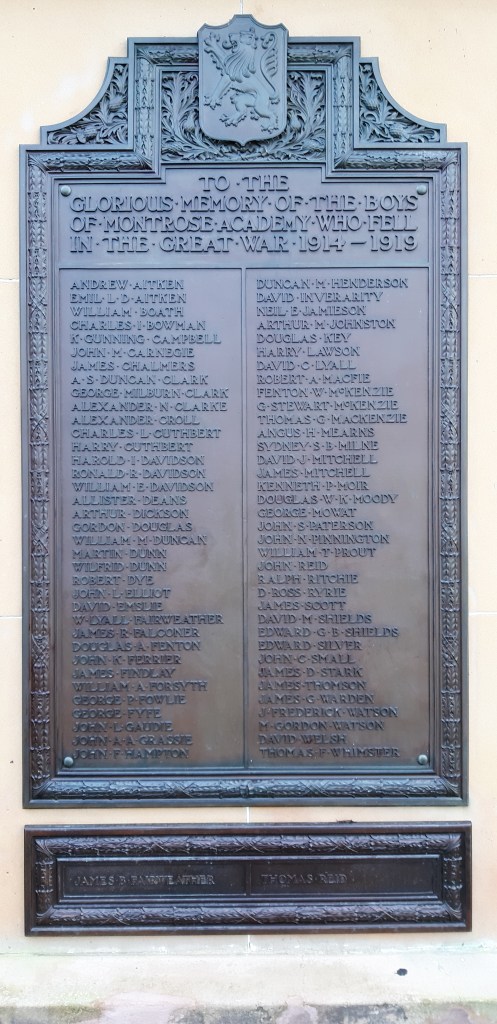 TO · THE
GLORIOUS · MEMORY · OF · THE · BOYS
OF · MONTROSE · ACADEMY · WHO · FELL
IN · THE · GREAT · WAR · 1914 – 1919
ANDREW · AITKEN
EMIL · L · D · AITKEN
WILLIAM · BOATH
CHARLES · I · BOWMAN
K · GUNNING · CAMPBELL
JOHN · M · CARNEGIE
JAMES · CHALMERS
A · S · DUNCAN · CLARK
GEORGE · MILBURN · CLARK
ALEXANDER · N · CLARKE
ALEXANDER · CROLL
CHARLES · L · CUTHBERT
HARRY · CUTHBERT
HAROLD · I · DAVIDSON
RONALD · R · DAVIDSON
WILLIAM · E · DAVIDSON
ALLISTER · DEANS
ARTHUR · DICKSON
GORDON · DOUGLAS
WILLIAM · M · DUNCAN
MARTIN · DUNN
WILFRID · DUNN
ROBERT · DYE
JOHN · L · ELLIOT
DAVID · EMSLIE
W · LYALL · FAIRWEATHER
JAMES · R · FALCONER
DOUGLAS · A · FENTON
JOHN · K · FERRIER
JAMES · FINDLAY
WILLIAM · A · FORSYTH
GEORGE · P · FOWLIE
GEORGE · FYFE
JOHN · L · GAUDIE
JOHN · A · A · GRASSIE
JOHN · F · HAMPTON
DUNCAN · M · HENDERSON
DAVID · INVERARITY
NEIL · E · JAMIESON
ARTHUR · M · JOHNSTON
DOUGLAS · KEY
HARRY · LAWSON
DAVID · C · LYALL
ROBERT · A · MACFIE
FENTON · W · McKENZIE
G · STEWART · McKENZIE
THOMAS · G · MACKENZIE
ANGUS · H · MEARNS
SYDNEY · S · B · MILNE
DAVID · J · MITCHELL
JAMES · MITCHELL
KENNETH · P · MOIR
DOUGLAS · W · K · MOODY
GEORGE · MOWAT
JOHN · S · PATERSON
JOHN · N · PINNINGTON
WILLIAM · T · PROUT
JOHN · REID
RALPH · RITCHIE
D · ROSS · RYRIE
JAMES · SCOTT
DAVID · M · SHIELDS
EDWARD · G · B · SHIELDS
EDWARD · SILVER
JOHN · C · SMALL
JAMES · D · STARK
JAMES · THOMSON
JAMES · G · WARDEN
J · FREDERICK · WATSON
M · GORDON · WATSON
DAVID · WELSH
THOMAS · F · WHIMSTER
JAMES · B · FAIRWEATHER
THOMAS · REID